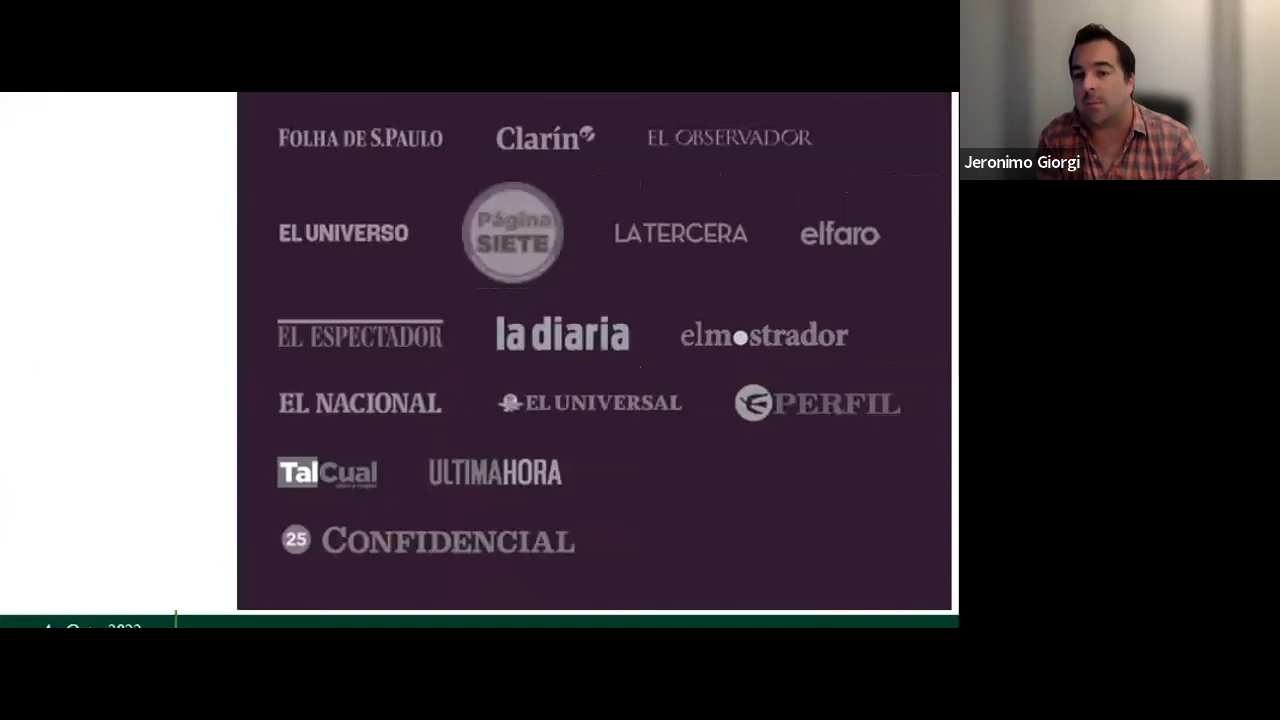 FOLHA DE S.PAULO Clarín EL OBSERVADOR
Jeronimo Giorgi
EL UNIVERSO Página SIETE LA TERCERA elfaro
EL ESPECTADOR la diaria elmostrador
EL NACIONAL EL UNIVERSAL PERFIL
TalCual ULTIMAHORA
25 CONFIDENCIAL